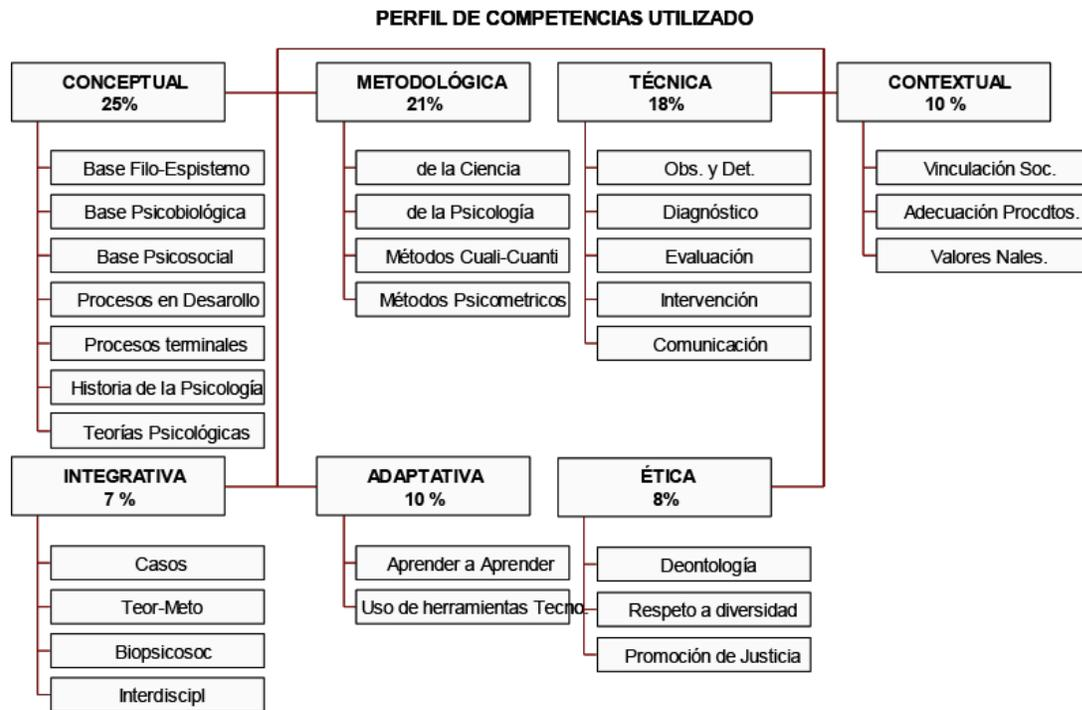 PERFIL DE COMPETENCIAS UTILIZADO
CONCEPTUAL
25%
Base Filo-Espistemo
Base Psicobiológica
Base Psicosocial
Procesos en Desarollo
Procesos terminales
Historia de la Psicología
Teorías Psicológicas
METODOLÓGICA
21%
de la Ciencia
de la Psicología
Métodos Cuali-Cuanti
Métodos Psicometricos
TÉCNICA
18%
Obs. y Det.
Diagnóstico
Evaluación
Intervención
Comunicación
CONTEXTUAL
10 %
Vinculación Soc.
Adecuación Procdtos.
Valores Nales.
INTEGRATIVA
7 %
Casos
Teor-Meto
Biopsicosoc
Interdiscipl
ADAPTATIVA
10 %
Aprender a Aprender
Uso de herramientas Tecno.
ÉTICA
8%
Deontología
Respeto a diversidad
Promoción de Justicia